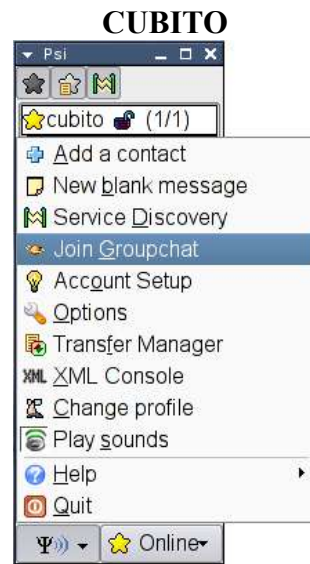 CUBITO
Psi
cubito (1/1)
Add a contact
New blank message
Service Discovery
Join Groupchat
Account Setup
Options
Transfer Manager
XML XML Console
Change profile
Play sounds
Help
Quit
Ψ Online